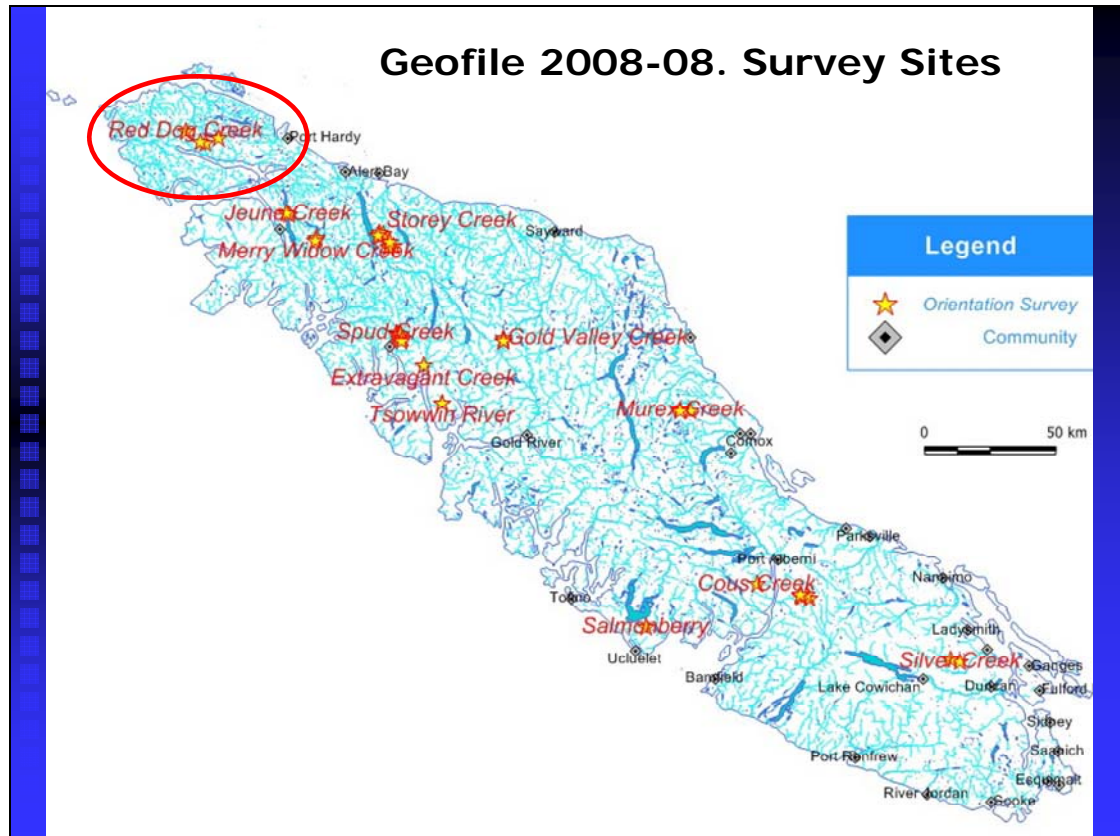 Geofile 2008-08. Survey Sites
Red Dog Creek
Port Hardy
Alert Bay
Jeune Creek
Storey Creek
Sayward
Merry Widow Creek
Legend
Orientation Survey
Community
Spud Creek
Gold Valley Creek
Extravagant Creek
Tsowwin River
Murex Creek
Gold River
Comox
0 50 km
Parksville
Port Alberni
Cous Creek
Nanaimo
Tofino
Salmonberry
Ladysmith
Ucluelet
Silver Creek
Ganges
Bamfield
Lake Cowichan
Duncan
Fulford
Sidney
Port Renfrew
Saanich
Esquimalt
River Jordan
Sooke